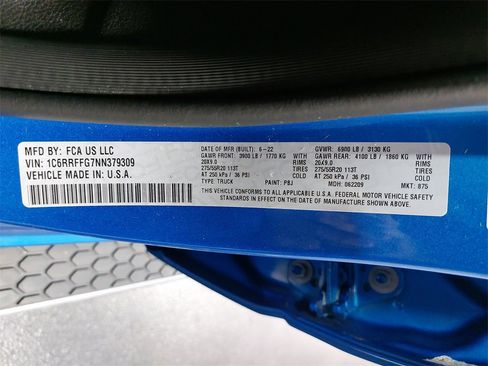 MFD BY: FCA US LLC
VIN: 1C6RRFFG7NN379309
VEHICLE MADE IN: U.S.A.
DATE OF MFR (BUILT): 6-22 GVWR: 6900 LB / 3130 KG
GAWR FRONT: 3900 LB / 1770 KG WITH GAWR REAR: 4100 LB / 1860 KG WITH
20X9.0 RIMS 20X9.0 RIMS
275/55R20 113T TIRES 275/55R20 113T TIRES
AT 250 kPa / 36 PSI COLD AT 250 kPa / 36 PSI COLD
TYPE: TRUCK PAINT: PBJ MDH: 062209 MKT: 875
THIS VEHICLE CONFORMS TO ALL APPLICABLE U.S.A. FEDERAL MOTOR VEHICLE SAFETY
STANDARDS IN EFFECT ON THE DATE OF MANUFACTURE SHOWN ABOVE.